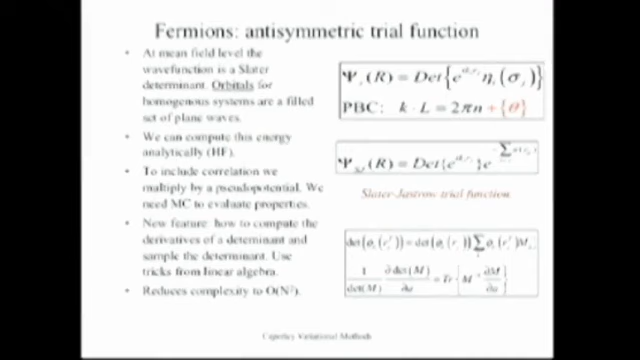 Fermions: antisymmetric trial function
• At mean field level the
wavefunction is a Slater
determinant. Orbitals for
homogenous systems are a filled
set of plane waves.
• We can compute this energy
analytically (HF).
• To include correlation we
multiply by a pseudopotential. We
need MC to evaluate properties.
• New feature: how to compute the
derivatives of a determinant and
sample the determinant. Use
tricks from linear algebra.
• Reduces complexity to O(N²).
PBC: k · L = 2πn + {θ}
Slater-Jastrow trial function
Ceperley Variational Methods